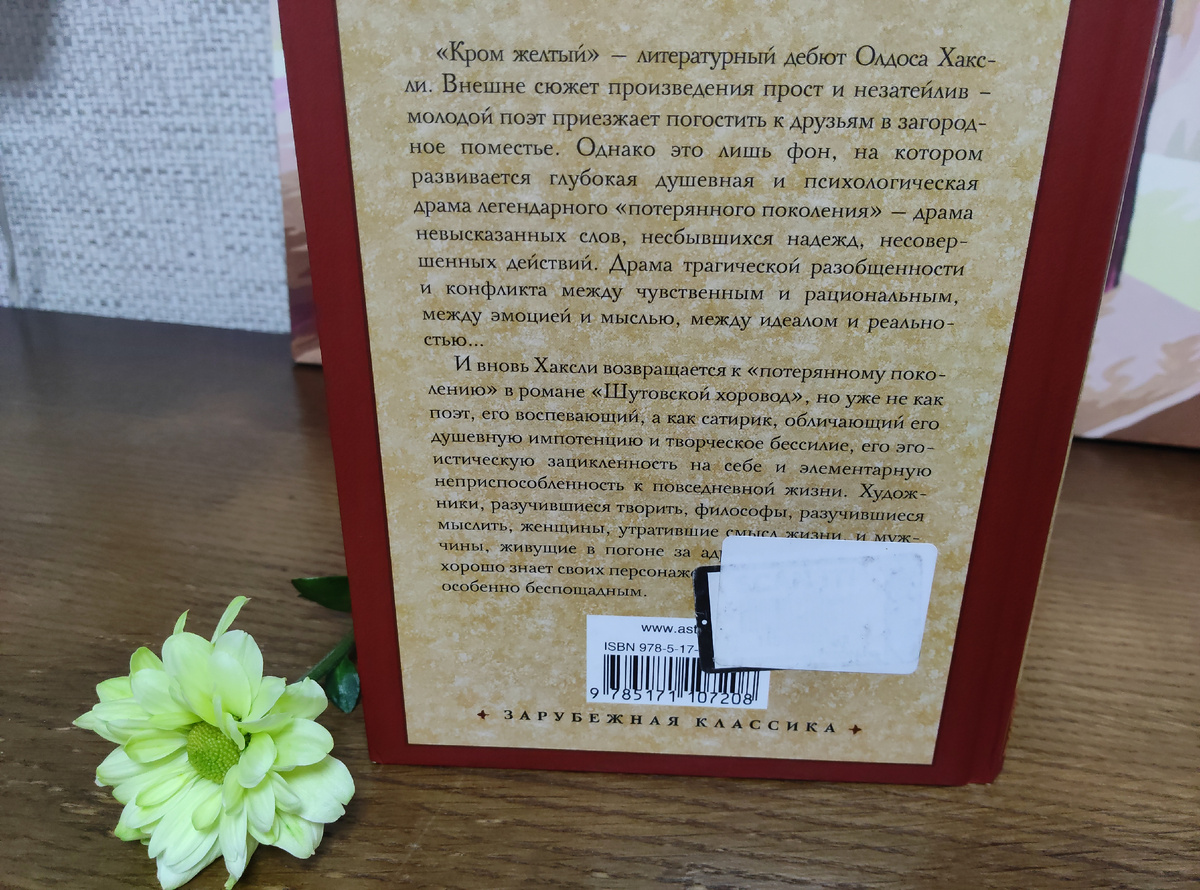 «Кром желтый» — литературный дебют Олдоса Хакс-
ли. Внешне сюжет произведения прост и незатейлив –
молодой поэт приезжает погостить к друзьям в загород-
ное поместье. Однако это лишь фон, на котором
развивается глубокая душевная и психологическая
драма легендарного «потерянного поколения» — драма
невысказанных слов, несбывшихся надежд, несовер-
шенных действий. Драма трагической разобщенности
и конфликта между чувственным и рациональным,
между эмоцией и мыслью, между идеалом и реально-
стью...
И вновь Хаксли возвращается к «потерянному поко-
лению» в романе «Шутовской хоровод», но уже не как
поэт, его воспевающий, а как сатирик, обличающий его
душевную импотенцию и творческое бессилие, его эго-
истическую зацикленность на себе и элементарную
неприспособленность к повседневной жизни. Худож-
ники, разучившиеся творить, философы, разучившиеся
мыслить, женщины, утратившие смысл жизни, и муж-
чины, живущие в погоне за
хорошо знает своих
особенно беспощадным.
www.ast
ISBN 978-5-17-
9 785171 107208
ЗАРУБЕЖНАЯ КЛАССИКА